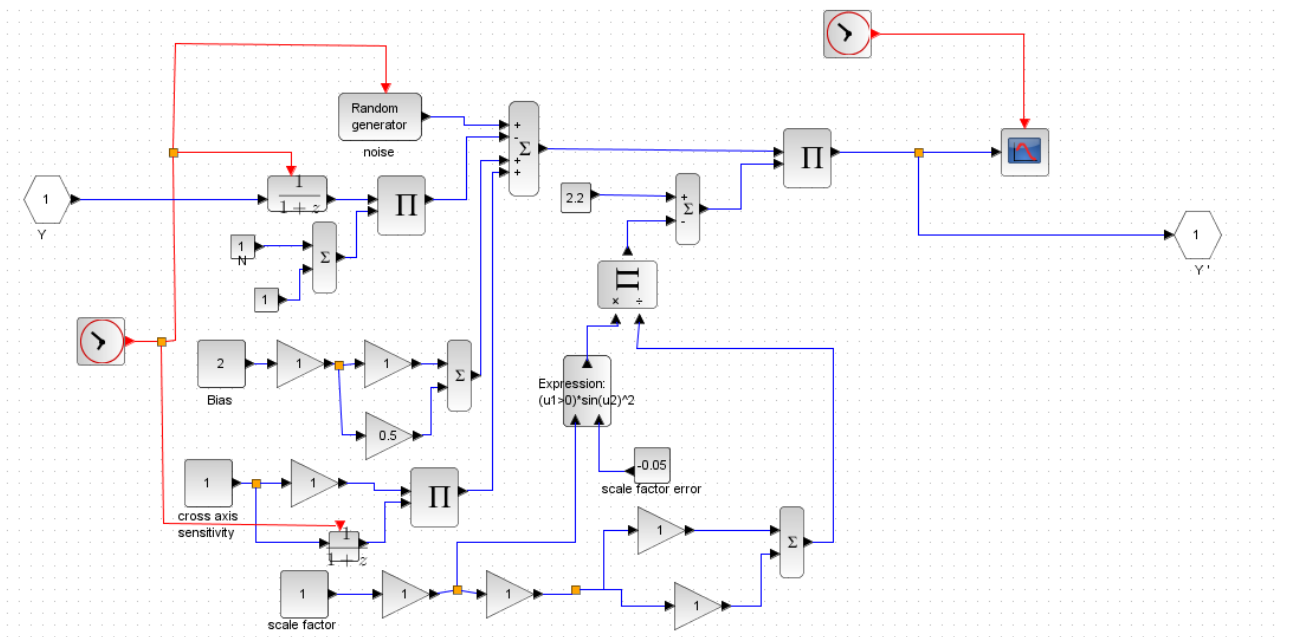 Random
generator
noise
+
-
+
+
Σ
Π
1
Y
1
1+z
Π
2.2
+
-
Σ
1
Y '
1
N
Σ
1
Π
× ÷
2
Bias
1
1
Σ
0.5
Expression:
(u1>0)*sin(u2)^2
-0.05
scale factor error
1
cross axis
sensitivity
1
Π
1
1+z
1
Σ
1
scale factor
1
1
1